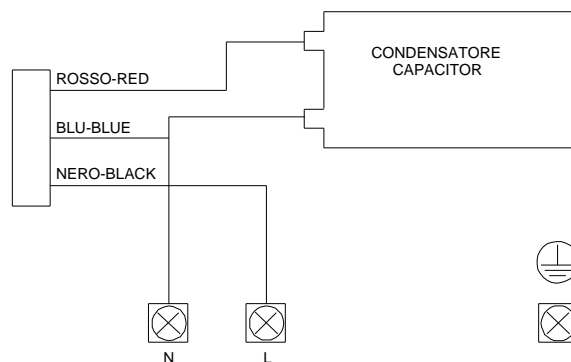 CONDENSATORE
CAPACITOR
ROSSO-RED
BLU-BLUE
NERO-BLACK
N
L